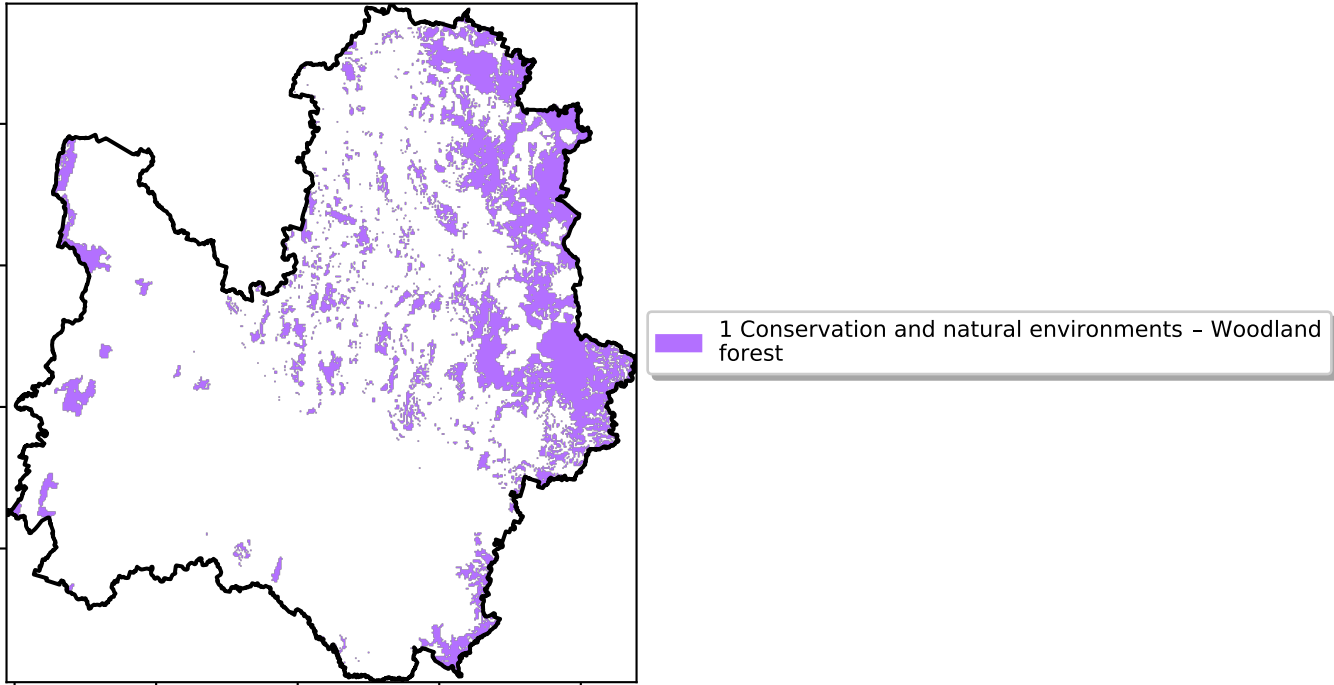 1 Conservation and natural environments – Woodland
forest